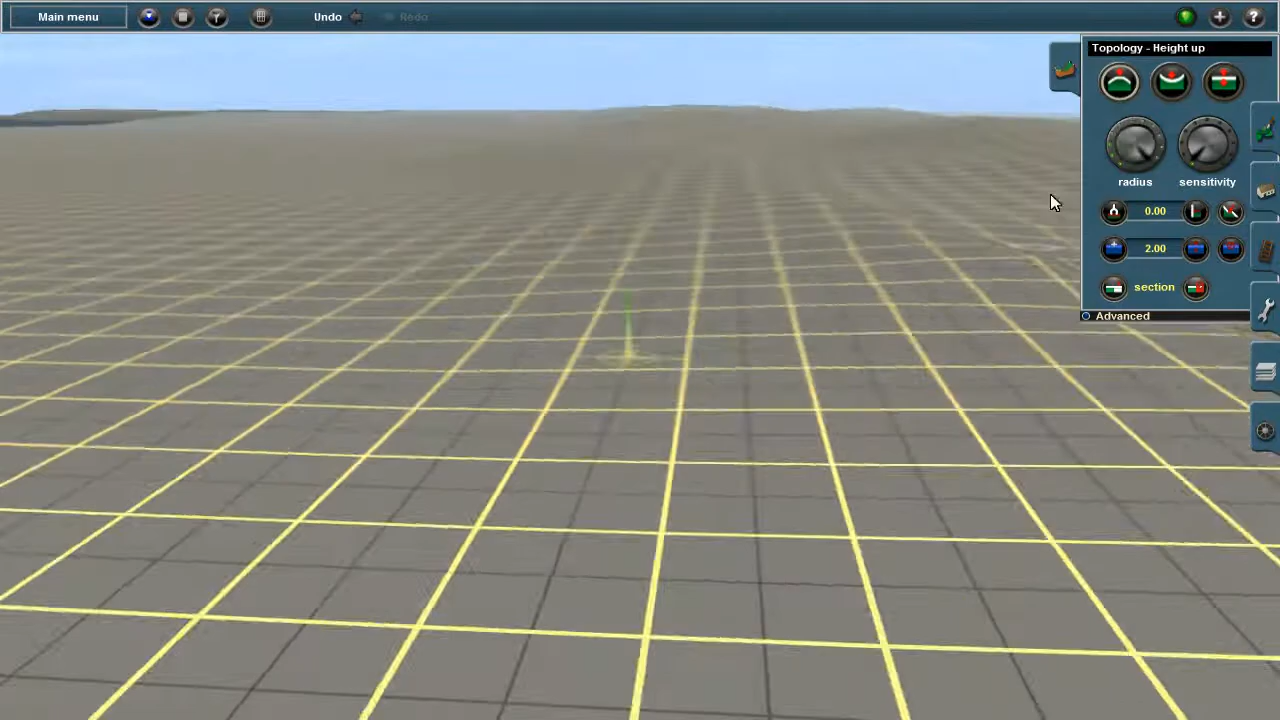 Main menu
Undo
Redo
?
Topology - Height up
radius
sensitivity
0.00
2.00
section
Advanced